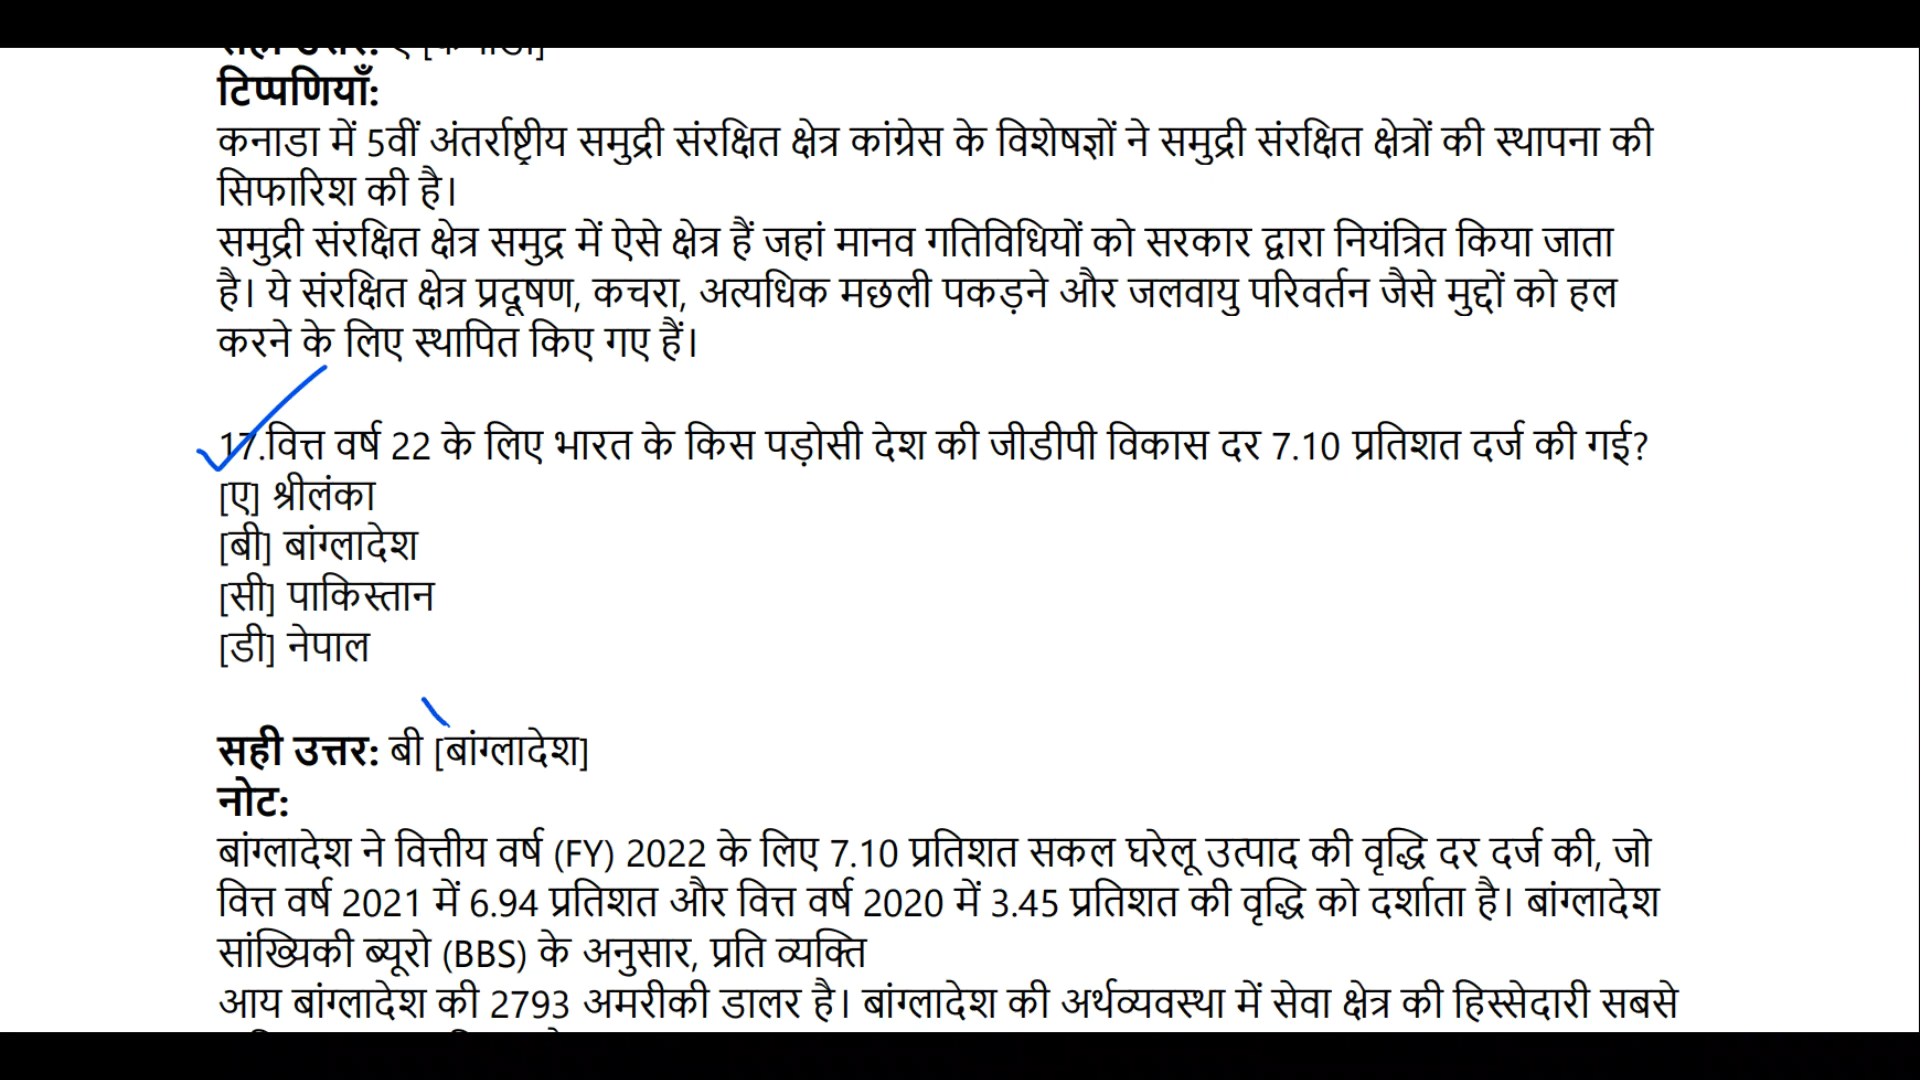 टिप्पणियाँ:
कनाडा में 5वीं अंतर्राष्ट्रीय समुद्री संरक्षित क्षेत्र कांग्रेस के विशेषज्ञों ने समुद्री संरक्षित क्षेत्रों की स्थापना की
सिफारिश की है।
समुद्री संरक्षित क्षेत्र समुद्र में ऐसे क्षेत्र हैं जहां मानव गतिविधियों को सरकार द्वारा नियंत्रित किया जाता
है। ये संरक्षित क्षेत्र प्रदूषण, कचरा, अत्यधिक मछली पकड़ने और जलवायु परिवर्तन जैसे मुद्दों को हल
करने के लिए स्थापित किए गए हैं।
17.वित्त वर्ष 22 के लिए भारत के किस पड़ोसी देश की जीडीपी विकास दर 7.10 प्रतिशत दर्ज की गई?
[ए] श्रीलंका
[बी] बांग्लादेश
[सी] पाकिस्तान
[डी] नेपाल
सही उत्तर: बी [बांग्लादेश]
नोट:
बांग्लादेश ने वित्तीय वर्ष (FY) 2022 के लिए 7.10 प्रतिशत सकल घरेलू उत्पाद की वृद्धि दर दर्ज की, जो
वित्त वर्ष 2021 में 6.94 प्रतिशत और वित्त वर्ष 2020 में 3.45 प्रतिशत की वृद्धि को दर्शाता है। बांग्लादेश
सांख्यिकी ब्यूरो (BBS) के अनुसार, प्रति व्यक्ति
आय बांग्लादेश की 2793 अमरीकी डालर है। बांग्लादेश की अर्थव्यवस्था में सेवा क्षेत्र की हिस्सेदारी सबसे